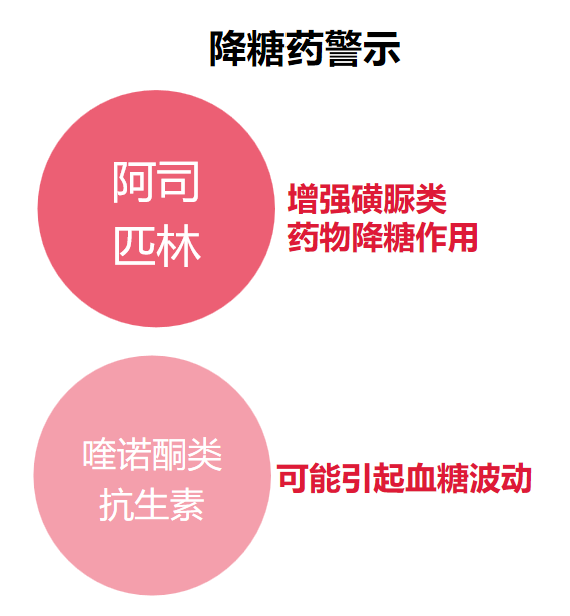 降糖药警示
阿司
匹林
增强磺脲类
药物降糖作用
喹诺酮类
抗生素
可能引起血糖波动